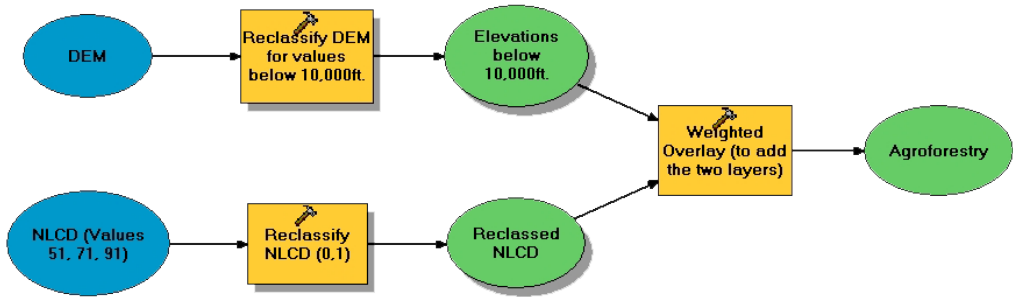 DEM
Reclassify DEM
for values
below 10,000ft.
Elevations
below
10,000ft.
Weighted
Overlay (to add
the two layers)
Agroforestry
NLCD (Values
51, 71, 91)
Reclassify
NLCD (0,1)
Reclassed
NLCD